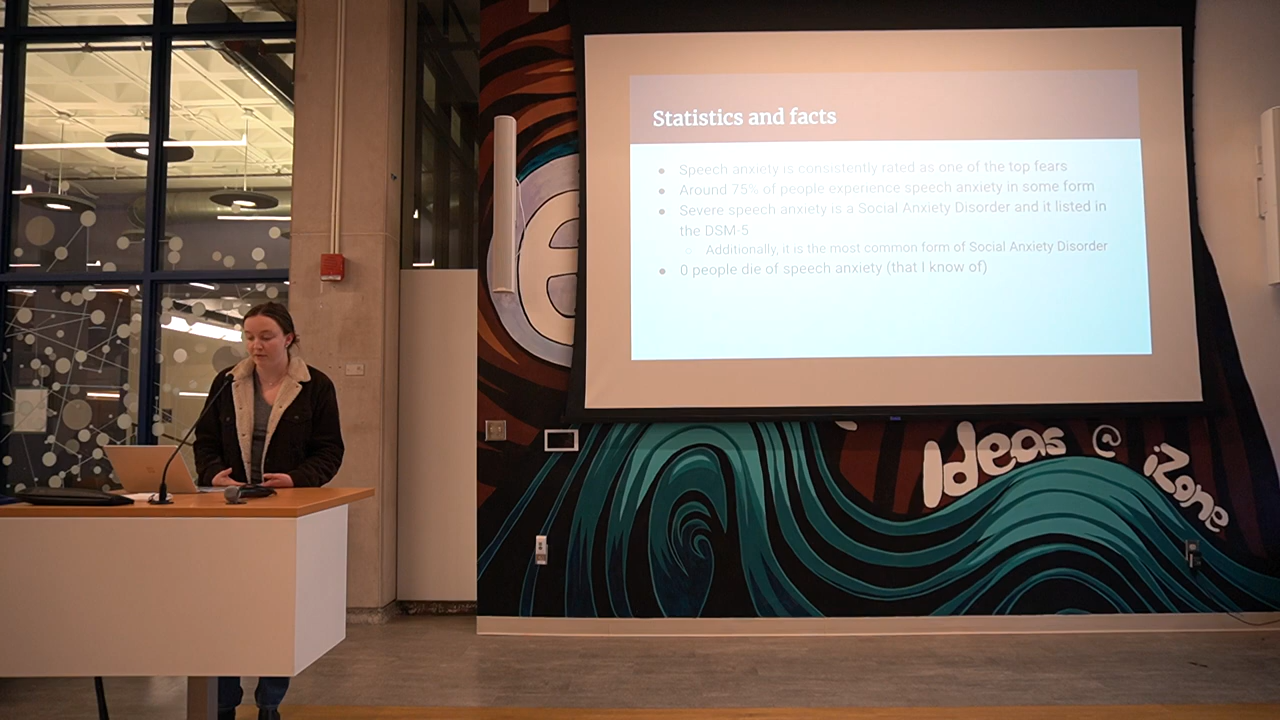 Statistics and facts
Speech anxiety is consistently rated as one of the top fears
Around 75% of people experience speech anxiety in some form
Severe speech anxiety is a Social Anxiety Disorder and it listed in
the DSM-5
Additionally, it is the most common form of Social Anxiety Disorder
0 people die of speech anxiety (that I know of)
e
Ideas @ iZone